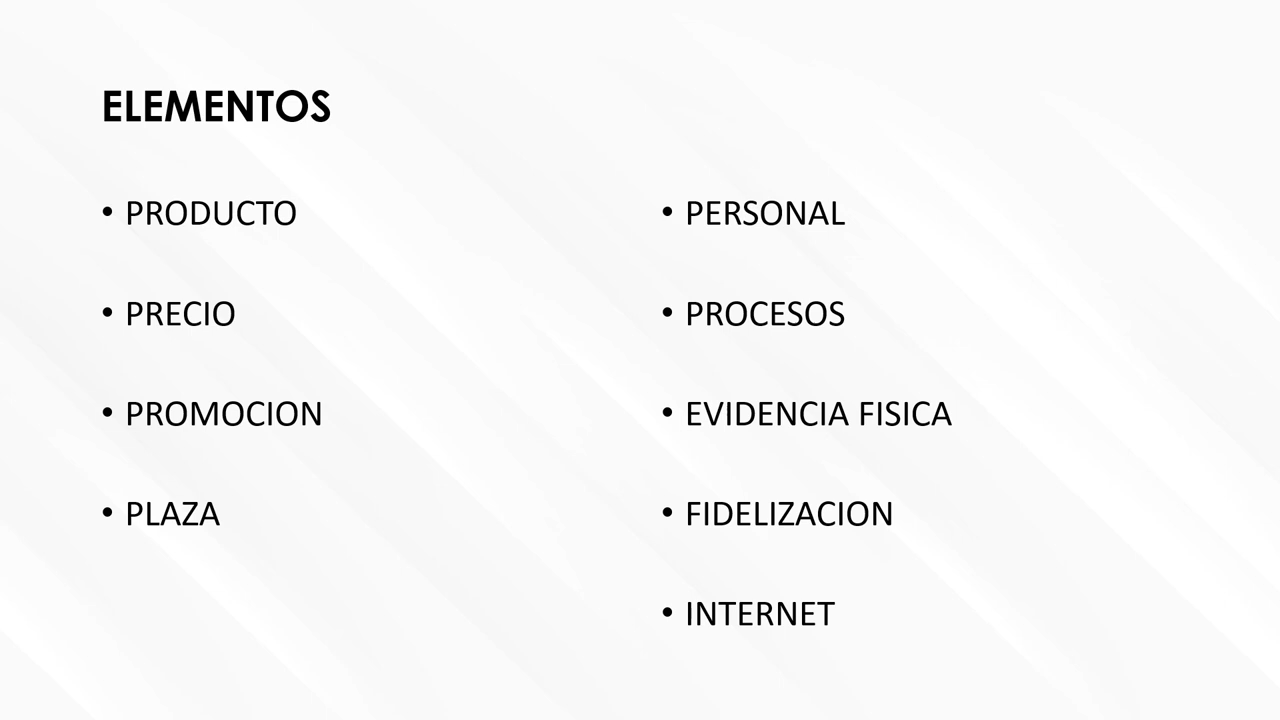 ELEMENTOS
• PRODUCTO
• PRECIO
• PROMOCION
• PLAZA
• PERSONAL
• PROCESOS
• EVIDENCIA FISICA
• FIDELIZACION
• INTERNET